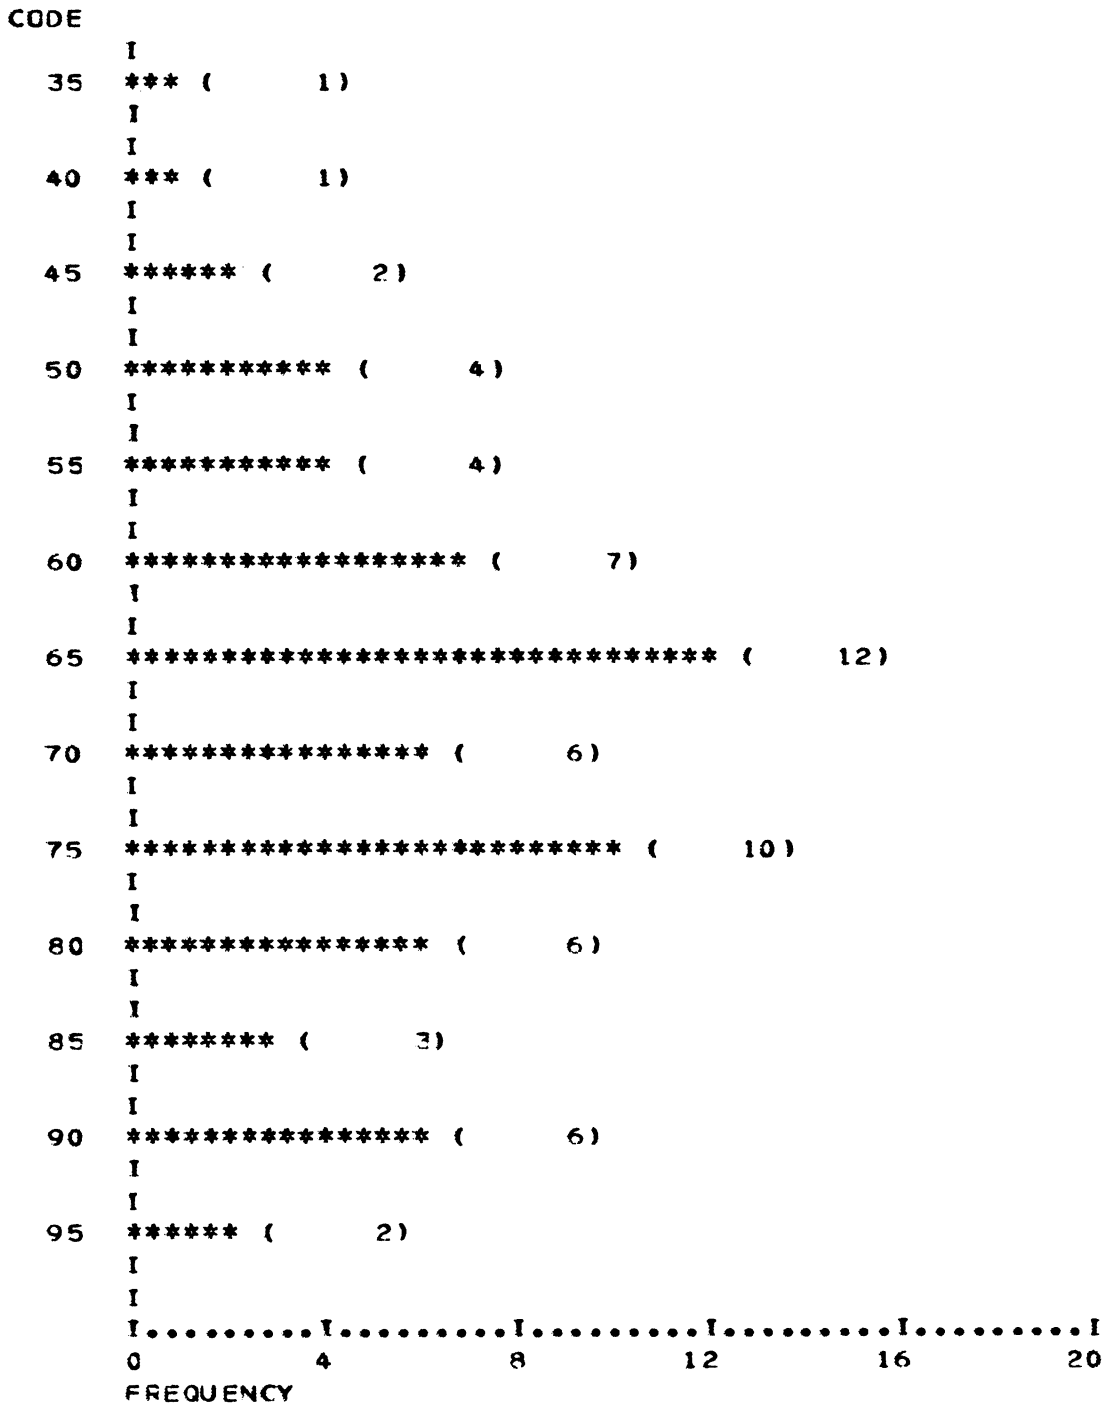 CODE
I
35 *** ( 1)
I
I
40 *** ( 1)
I
I
45 ****** ( 2)
I
I
50 *********** ( 4)
I
I
55 *********** ( 4)
I
I
60 ****************** ( 7)
I
I
65 ******************************* ( 12)
I
I
70 **************** ( 6)
I
I
75 ************************** ( 10)
I
I
80 **************** ( 6)
I
I
85 ******** ( 3)
I
I
90 **************** ( 6)
I
I
95 ****** ( 2)
I
I
I.........I.........I.........I.........I.........I
0 4 8 12 16 20
FREQUENCY